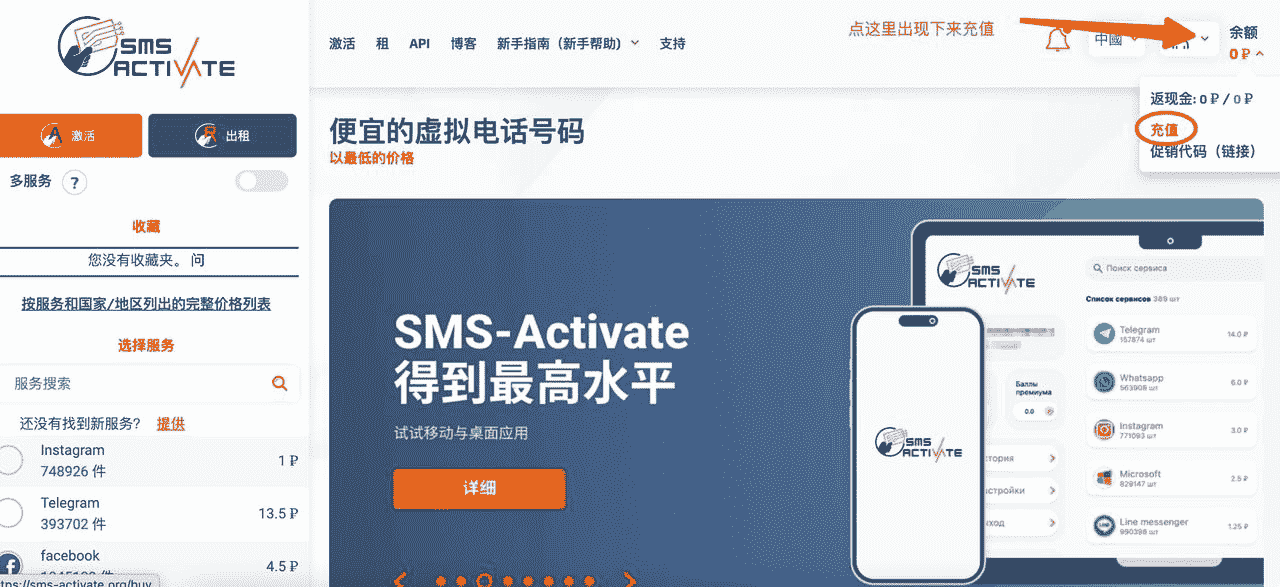 SMS
ACTIVATE
激活 租 API 博客 新手指南（新手帮助） 支持
点这里出现下来充值
中國
余额
0 ₽
返现金: 0 ₽ / 0 ₽
充值
促销代码（链接）
激活
出租
多服务 ?
收藏
您没有收藏夹。 问
按服务和国家/地区列出的完整价格列表
选择服务
服务搜索
还没有找到新服务? 提供
Instagram
748926 件
1 ₽
Telegram
393702 件
13.5 ₽
facebook
4.5 ₽
便宜的虚拟电话号码
以最低的价格
SMS-Activate
得到最高水平
试试移动与桌面应用
详细
SMS
ACTIVATE
SMS
ACTIVATE
Поиск сервиса
Список сервисов 389 шт
Telegram
157874 шт
14.0 ₽
Whatsapp
563908 шт
6.0 ₽
Instagram
771093 шт
3.0 ₽
Microsoft
829147 шт
2.5 ₽
Line messenger
990398 шт
1.25 ₽
Баллы
премиума
0.0
тория
стройки
ыход
ttps://sms-activate.org/buy